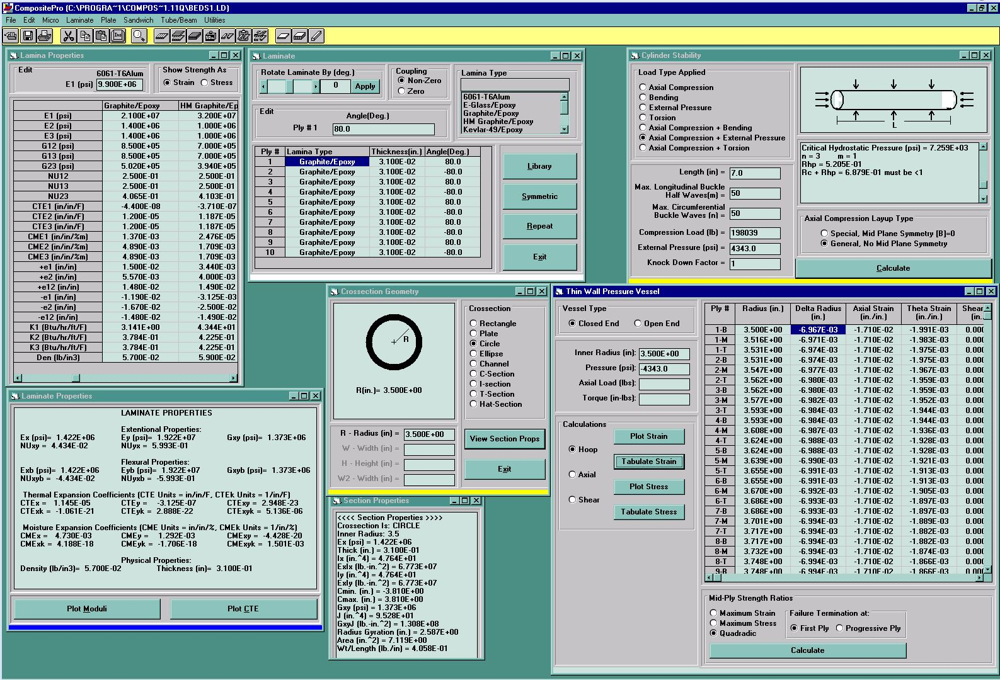 CompositePro (C:\PROGRA~1\COMPOS~1.11Q\BEDS1.LD)
File Edit Micro Laminate Plate Sandwich Tube/Beam Utilities
Lamina Properties
Edit
6061-T6Alum
E1 (psi) 9.900E+06
Show Strength As
Strain Stress
Graphite/Epoxy HM Graphite/Ep
E1 (psi) 2.100E+07 3.200E+07
E2 (psi) 1.400E+06 1.000E+06
E3 (psi) 1.400E+06 1.000E+06
G12 (psi) 8.500E+05 7.000E+05
G13 (psi) 8.500E+05 7.000E+05
G23 (psi) 5.020E+05 3.940E+05
NU12 2.500E-01 2.500E-01
NU13 2.500E-01 2.500E-01
NU23 4.065E-01 4.103E-01
CTE1 (in/in/F) -4.400E-08 -3.710E-07
CTE2 (in/in/F) 1.200E-05 1.187E-05
CTE3 (in/in/F) 1.200E-05 1.187E-05
CME1 (in/in/%m) 1.370E-03 2.476E-05
CME2 (in/in/%m) 4.890E-03 1.709E-03
CME3 (in/in/%m) 4.890E-03 1.709E-03
+e1 (in/in) 1.500E-02 3.440E-03
+e2 (in/in) 5.570E-03 4.000E-03
+e12 (in/in) 1.480E-02 1.490E-02
-e1 (in/in) -1.190E-02 -3.125E-03
-e2 (in/in) -1.670E-02 -2.500E-02
-e12 (in/in) -1.480E-02 -1.490E-02
K1 (Btu/hr/ft/F) 3.141E+00 4.344E+01
K2 (Btu/hr/ft/F) 3.784E-01 4.225E-01
K3 (Btu/hr/ft/F) 3.784E-01 4.225E-01
Den (lb/in3) 5.700E-02 5.900E-02
Laminate
Rotate Laminate By (deg.)
0 Apply
Coupling
Non-Zero
Zero
Lamina Type
6061-T6Alum
E-Glass/Epoxy
Graphite/Epoxy
HM Graphite/Epoxy
Kevlar-49/Epoxy
Edit
Angle(Deg.)
Ply # 1 80.0
Ply # Lamina Type Thickness(in.) Angle(Deg.)
1 Graphite/Epoxy 3.100E-02 80.0
2 Graphite/Epoxy 3.100E-02 -80.0
3 Graphite/Epoxy 3.100E-02 80.0
4 Graphite/Epoxy 3.100E-02 -80.0
5 Graphite/Epoxy 3.100E-02 80.0
6 Graphite/Epoxy 3.100E-02 -80.0
7 Graphite/Epoxy 3.100E-02 80.0
8 Graphite/Epoxy 3.100E-02 -80.0
9 Graphite/Epoxy 3.100E-02 80.0
10 Graphite/Epoxy 3.100E-02 -80.0
Library
Symmetric
Repeat
Exit
Cylinder Stability
Load Type Applied
Axial Compression
Bending
External Pressure
Torsion
Axial Compression + Bending
Axial Compression + External Pressure
Axial Compression + Torsion
L
Length (in) = 7.0
Max. Longitudinal Buckle
Half Waves(m) = 50
Max. Circumferential
Buckle Waves (n) = 50
Compression Load (lb) = 198039
External Pressure (psi) = 4343.0
Knock Down Factor = 1
Critical Hydrostatic Pressure (psi) = 7.259E+03
n = 3 m = 1
Rhp = 5.205E-01
Rc + Rhp = 6.879E-01 must be <1
Axial Compression Layup Type
Special, Mid Plane Symmetry [B]=0
General, No Mid Plane Symmetry
Calculate
Crossection Geometry
R
R(in.)= 3.500E+00
Crossection
Rectangle
Plate
Circle
Ellipse
Channel
C-Section
I-section
T-Section
Hat-Section
R - Radius (in) = 3.500E+00
W - Width (in) =
H - Height (in) =
W2 - Width (in) =
View Section Props
Exit
Thin Wall Pressure Vessel
Vessel Type
Closed End Open End
Inner Radius (in): 3.500E+00
Pressure (psi): -4343.0
Axial Load (lbs):
Torque (in-lbs):
Calculations
Hoop
Axial
Shear
Plot Strain
Tabulate Strain
Plot Stress
Tabulate Stress
Ply # Radius (in.) Delta Radius (in.) Axial Strain (in./in.) Theta Strain (in./in.) Shear (in.
1-B 3.500E+00 -6.967E-03 -1.710E-02 -1.991E-03 0.000
1-M 3.516E+00 -6.971E-03 -1.710E-02 -1.983E-03 0.000
1-T 3.531E+00 -6.974E-03 -1.710E-02 -1.975E-03 0.000
2-B 3.531E+00 -6.974E-03 -1.710E-02 -1.975E-03 0.000
2-M 3.547E+00 -6.977E-03 -1.710E-02 -1.967E-03 0.000
2-T 3.562E+00 -6.980E-03 -1.710E-02 -1.959E-03 0.000
3-B 3.562E+00 -6.980E-03 -1.710E-02 -1.959E-03 0.000
3-M 3.577E+00 -6.982E-03 -1.710E-02 -1.952E-03 0.000
3-T 3.593E+00 -6.984E-03 -1.710E-02 -1.944E-03 0.000
4-B 3.593E+00 -6.984E-03 -1.710E-02 -1.944E-03 0.000
4-M 3.608E+00 -6.987E-03 -1.710E-02 -1.936E-03 0.000
4-T 3.624E+00 -6.988E-03 -1.710E-02 -1.928E-03 0.000
5-B 3.624E+00 -6.988E-03 -1.710E-02 -1.928E-03 0.000
5-M 3.639E+00 -6.990E-03 -1.710E-02 -1.921E-03 0.000
5-T 3.655E+00 -6.991E-03 -1.710E-02 -1.913E-03 0.000
6-B 3.655E+00 -6.991E-03 -1.710E-02 -1.913E-03 0.000
6-M 3.670E+00 -6.992E-03 -1.710E-02 -1.905E-03 0.000
6-T 3.686E+00 -6.993E-03 -1.710E-02 -1.897E-03 0.000
7-B 3.686E+00 -6.993E-03 -1.710E-02 -1.897E-03 0.000
7-M 3.701E+00 -6.994E-03 -1.710E-02 -1.889E-03 0.000
7-T 3.717E+00 -6.994E-03 -1.710E-02 -1.882E-03 0.000
8-B 3.717E+00 -6.994E-03 -1.710E-02 -1.882E-03 0.000
8-M 3.732E+00 -6.994E-03 -1.710E-02 -1.874E-03 0.000
8-T 3.748E+00 -6.994E-03 -1.710E-02 -1.866E-03 0.000
9-B 3.748E+00 -6.994E-03 -1.710E-02 -1.866E-03 0.000
Mid-Ply Strength Ratios
Maximum Strain
Maximum Stress
Quadradic
Failure Termination at:
First Ply Progressive Ply
Calculate
Laminate Properties
LAMINATE PROPERTIES
Extentional Properties:
Ex (psi)= 1.422E+06 Ey (psi)= 1.922E+07 Gxy (psi)= 1.373E+06
NUxy = 4.434E-02 NUyx = 5.993E-01
Flexural Properties:
Exb (psi)= 1.422E+06 Eyb (psi)= 1.922E+07 Gxyb (psi)= 1.373E+06
NUxyb = -4.434E-02 NUyxb = -5.993E-01
Thermal Expansion Coefficients (CTE Units = in/in/F, CTEk Units = 1/in/F)
CTEx = 1.145E-05 CTEy = -3.125E-07 CTExy = 2.948E-23
CTExk = -1.061E-21 CTEyk = 2.888E-22 CTExyk = 5.136E-06
Moisture Expansion Coefficients (CME Units = in/in/%, CMEk Units = 1/in/%)
CMEx = 4.730E-03 CMEy = 1.292E-03 CMExy = -4.428E-20
CMExk = 4.188E-18 CMEyk = -1.706E-18 CMExyk = 1.501E-03
Physical Properties:
Density (lb/in3)= 5.700E-02 Thickness (in)= 3.100E-01
Plot Moduli
Plot CTE
Section Properties
<<<< Section Properties >>>>
Crossection Is: CIRCLE
Inner Radius: 3.5
Ex (psi) = 1.422E+06
Thick (in.) = 3.100E-01
Ix (in.^4) = 4.764E+01
ExIx (lb.-in.^2) = 6.773E+07
Iy (in.^4) = 4.764E+01
ExIy (lb.-in.^2) = 6.773E+07
Cmin. (in.) = -3.810E+00
Cmax. (in.) = 3.810E+00
Gxy (psi) = 1.373E+06
J (in.^4) = 9.528E+01
GxyJ (lb.-in.^2) = 1.308E+08
Radius Gyration (in.) = 2.587E+00
Area (in.^2) = 7.119E+00
Wt/Length (lb./in) = 4.058E-01